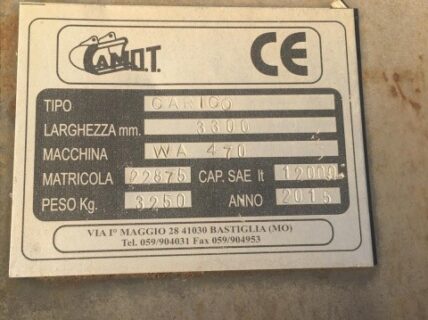 CAMO.T. CE
TIPO CARICO
LARGHEZZA mm. 3300
MACCHINA WA 470
MATRICOLA 22875 CAP. SAE lt 12000
PESO Kg. 3250 ANNO 2015
VIA I° MAGGIO 28 41030 BASTIGLIA (MO)
Tel. 059/904031 Fax 059/904953